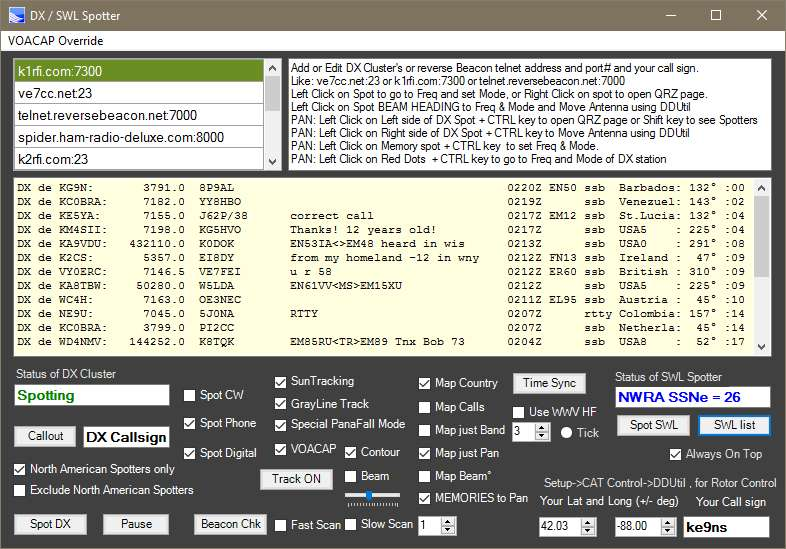 DX / SWL Spotter
VOACAP Override
k1rfi.com:7300
ve7cc.net:23
telnet.reversebeacon.net:7000
spider.ham-radio-deluxe.com:8000
k2rfi.com:23
Add or Edit DX Cluster's or reverse Beacon telnet address and port# and your call sign.
Like: ve7cc.net:23 or k1rfi.com:7300 or telnet.reversebeacon.net:7000
Left Click on Spot to go to Freq and set Mode, or Right Click on spot to open QRZ page.
Left Click on Spot BEAM HEADING to Freq & Mode and Move Antenna using DDUtil
PAN: Left Click on Left side of DX Spot + CTRL key to open QRZ page or Shift key to see Spotters
PAN: Left Click on Right side of DX Spot + CTRL key to Move Antenna using DDUtil
PAN: Left Click on Memory spot + CTRL key to set Freq & Mode.
PAN: Left Click on Red Dots + CTRL key to go to Freq and Mode of DX station
DX de KG9N: 3791.0 8P9AL 0220Z EN50 ssb Barbados: 132° :00
DX de KC0BRA: 7182.0 YY8HBO 0219Z ssb Venezuel: 143° :02
DX de KE5YA: 7155.0 J62P/38 correct call 0217Z EM12 ssb St.Lucia: 132° :04
DX de KM4SII: 7198.0 KG5HVO Thanks! 12 years old! 0217Z ssb USA5 : 225° :04
DX de KA9VDU: 432110.0 K0DOK EN53IA<>EM48 heard in wis 0213Z ssb USA0 : 291° :08
DX de K2CS: 5357.0 EI8DY from my homeland -12 in wny 0212Z FN13 ssb Ireland : 47° :09
DX de VY0ERC: 7146.5 VE7FEI u r 58 0212Z ER60 ssb British : 310° :09
DX de KA8TBW: 50280.0 W5LDA EN61VV<MS>EM15XU 0212Z ssb USA5 : 225° :09
DX de WC4H: 7163.0 OE3NEC 0211Z EL95 ssb Austria : 45° :10
DX de NE9U: 7045.0 5J0NA RTTY 0207Z rtty Colombia: 157° :14
DX de KC0BRA: 3799.0 PI2CC 0207Z ssb Netherla: 45° :14
DX de WD4NMV: 144252.0 K8TQK EM85RU<TR>EM89 Tnx Bob 73 0204Z ssb USA8 : 52° :17
Status of DX Cluster
Spotting
Callout DX Callsign
North American Spotters only
Exclude North American Spotters
Spot DX Pause Beacon Chk
Spot CW
Spot Phone
Spot Digital
SunTracking
GrayLine Track
Special PanaFall Mode
VOACAP Contour
Track ON Beam
Fast Scan Slow Scan 1
Map Country
Map Calls
Map just Band
Map just Pan
Map Beam°
MEMORIES to Pan
Time Sync
Use WWV HF
3 Tick
Status of SWL Spotter
NWRA SSNe = 26
Spot SWL SWL list
Always On Top
Setup->CAT Control->DDUtil , for Rotor Control
Your Lat and Long (+/- deg) Your Call sign
42.03 -88.00 ke9ns